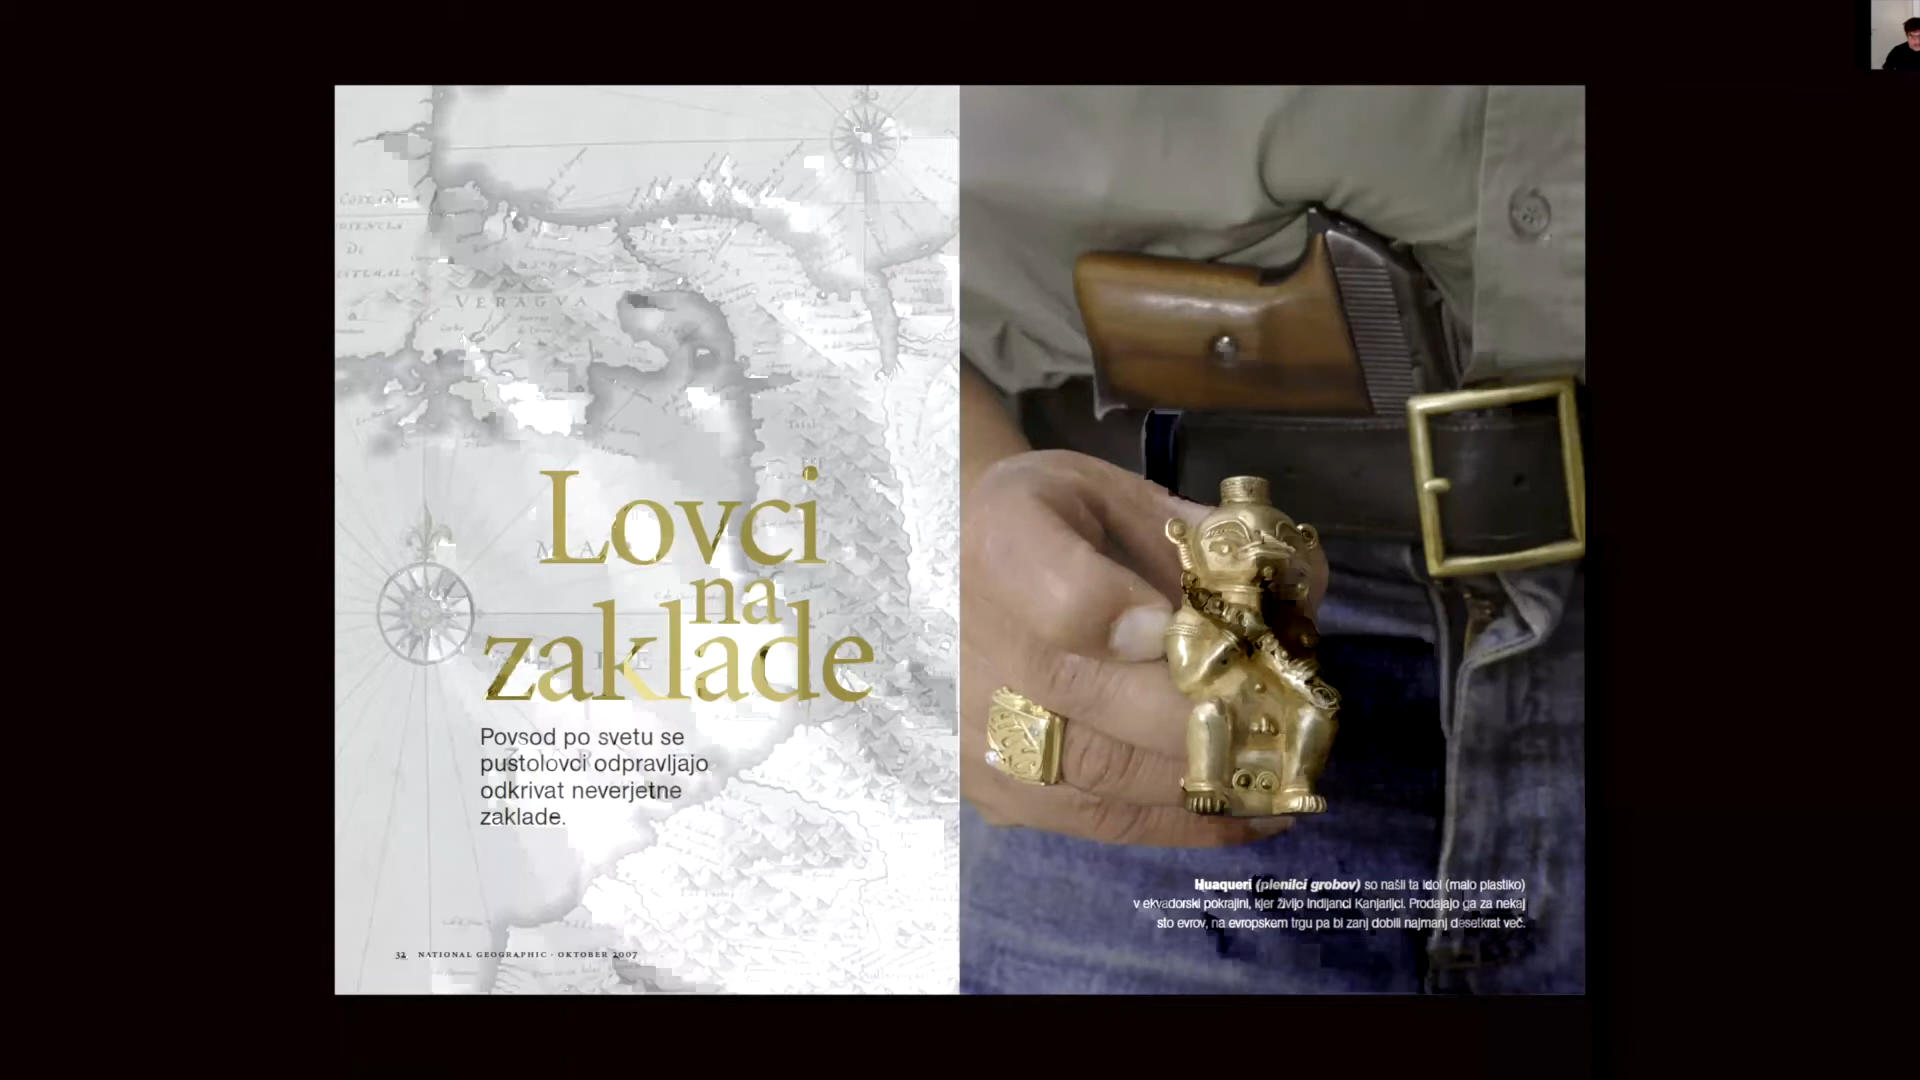 VERAGVA
Lovci
na
zaklade
Povsod po svetu se
pustolovci odpravljajo
odkrivat neverjetne
zaklade.
32 NATIONAL GEOGRAPHIC · OKTOBER 2007
Huaqueri (plenilci grobov) so našli ta idol (malo plastiko)
v ekvadorski pokrajini, kjer živijo Indijanci Kanjarijci. Prodajajo ga za nekaj
sto evrov, na evropskem trgu pa bi zanj dobili najmanj desetkrat več.